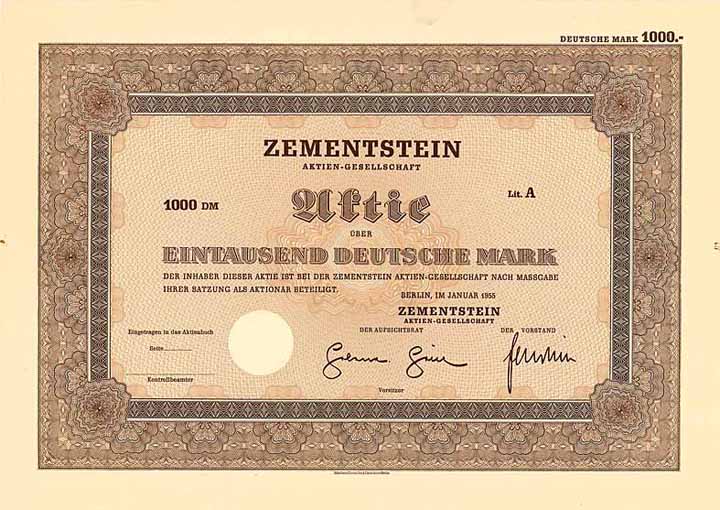 DEUTSCHE MARK 1000.-
ZEMENTSTEIN
AKTIEN-GESELLSCHAFT
1000 DM
Aktie
Lit. A
ÜBER
EINTAUSEND DEUTSCHE MARK
DER INHABER DIESER AKTIE IST BEI DER ZEMENTSTEIN AKTIEN-GESELLSCHAFT NACH MASSGABE
IHRER SATZUNG ALS AKTIONÄR BETEILIGT.
BERLIN, IM JANUAR 1955
ZEMENTSTEIN
AKTIEN-GESELLSCHAFT
Eingetragen in das Aktienbuch
DER AUFSICHTSRAT
DER VORSTAND
Seite
Kontrollbeamter
Vorsitzer